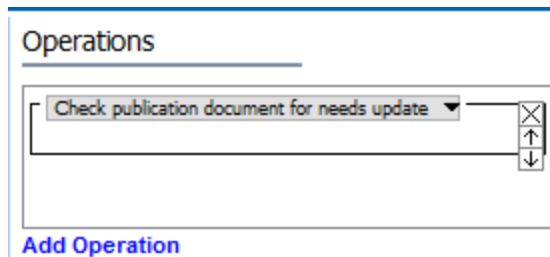 Operations
Check publication document for needs update
Add Operation